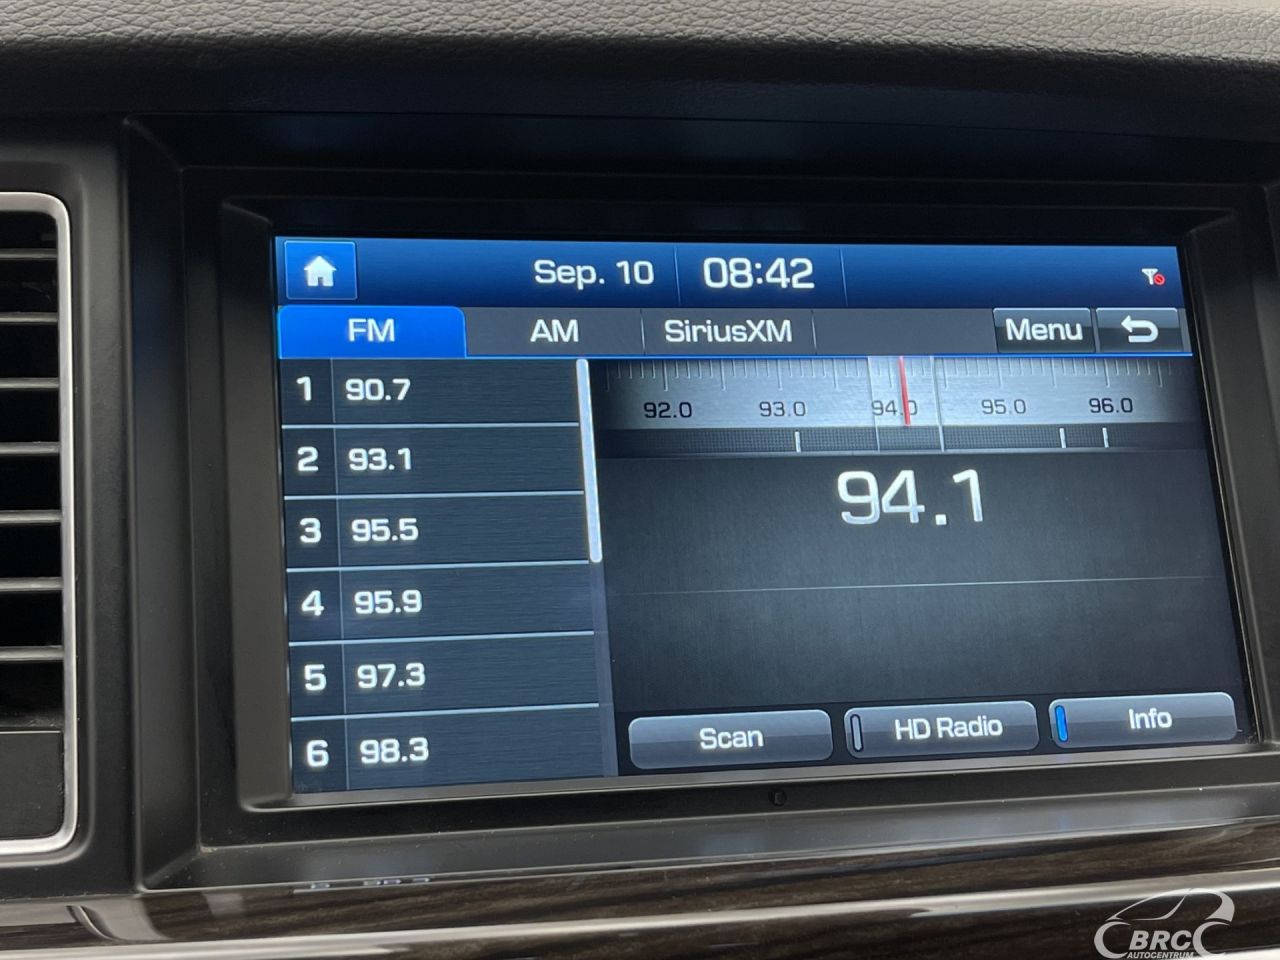 Sep. 10 08:42
FM AM SiriusXM Menu
1 90.7
2 93.1
3 95.5
4 95.9
5 97.3
6 98.3
92.0 93.0 94.0 95.0 96.0
94.1
Scan HD Radio Info
BRC
AUTOCENTRUM